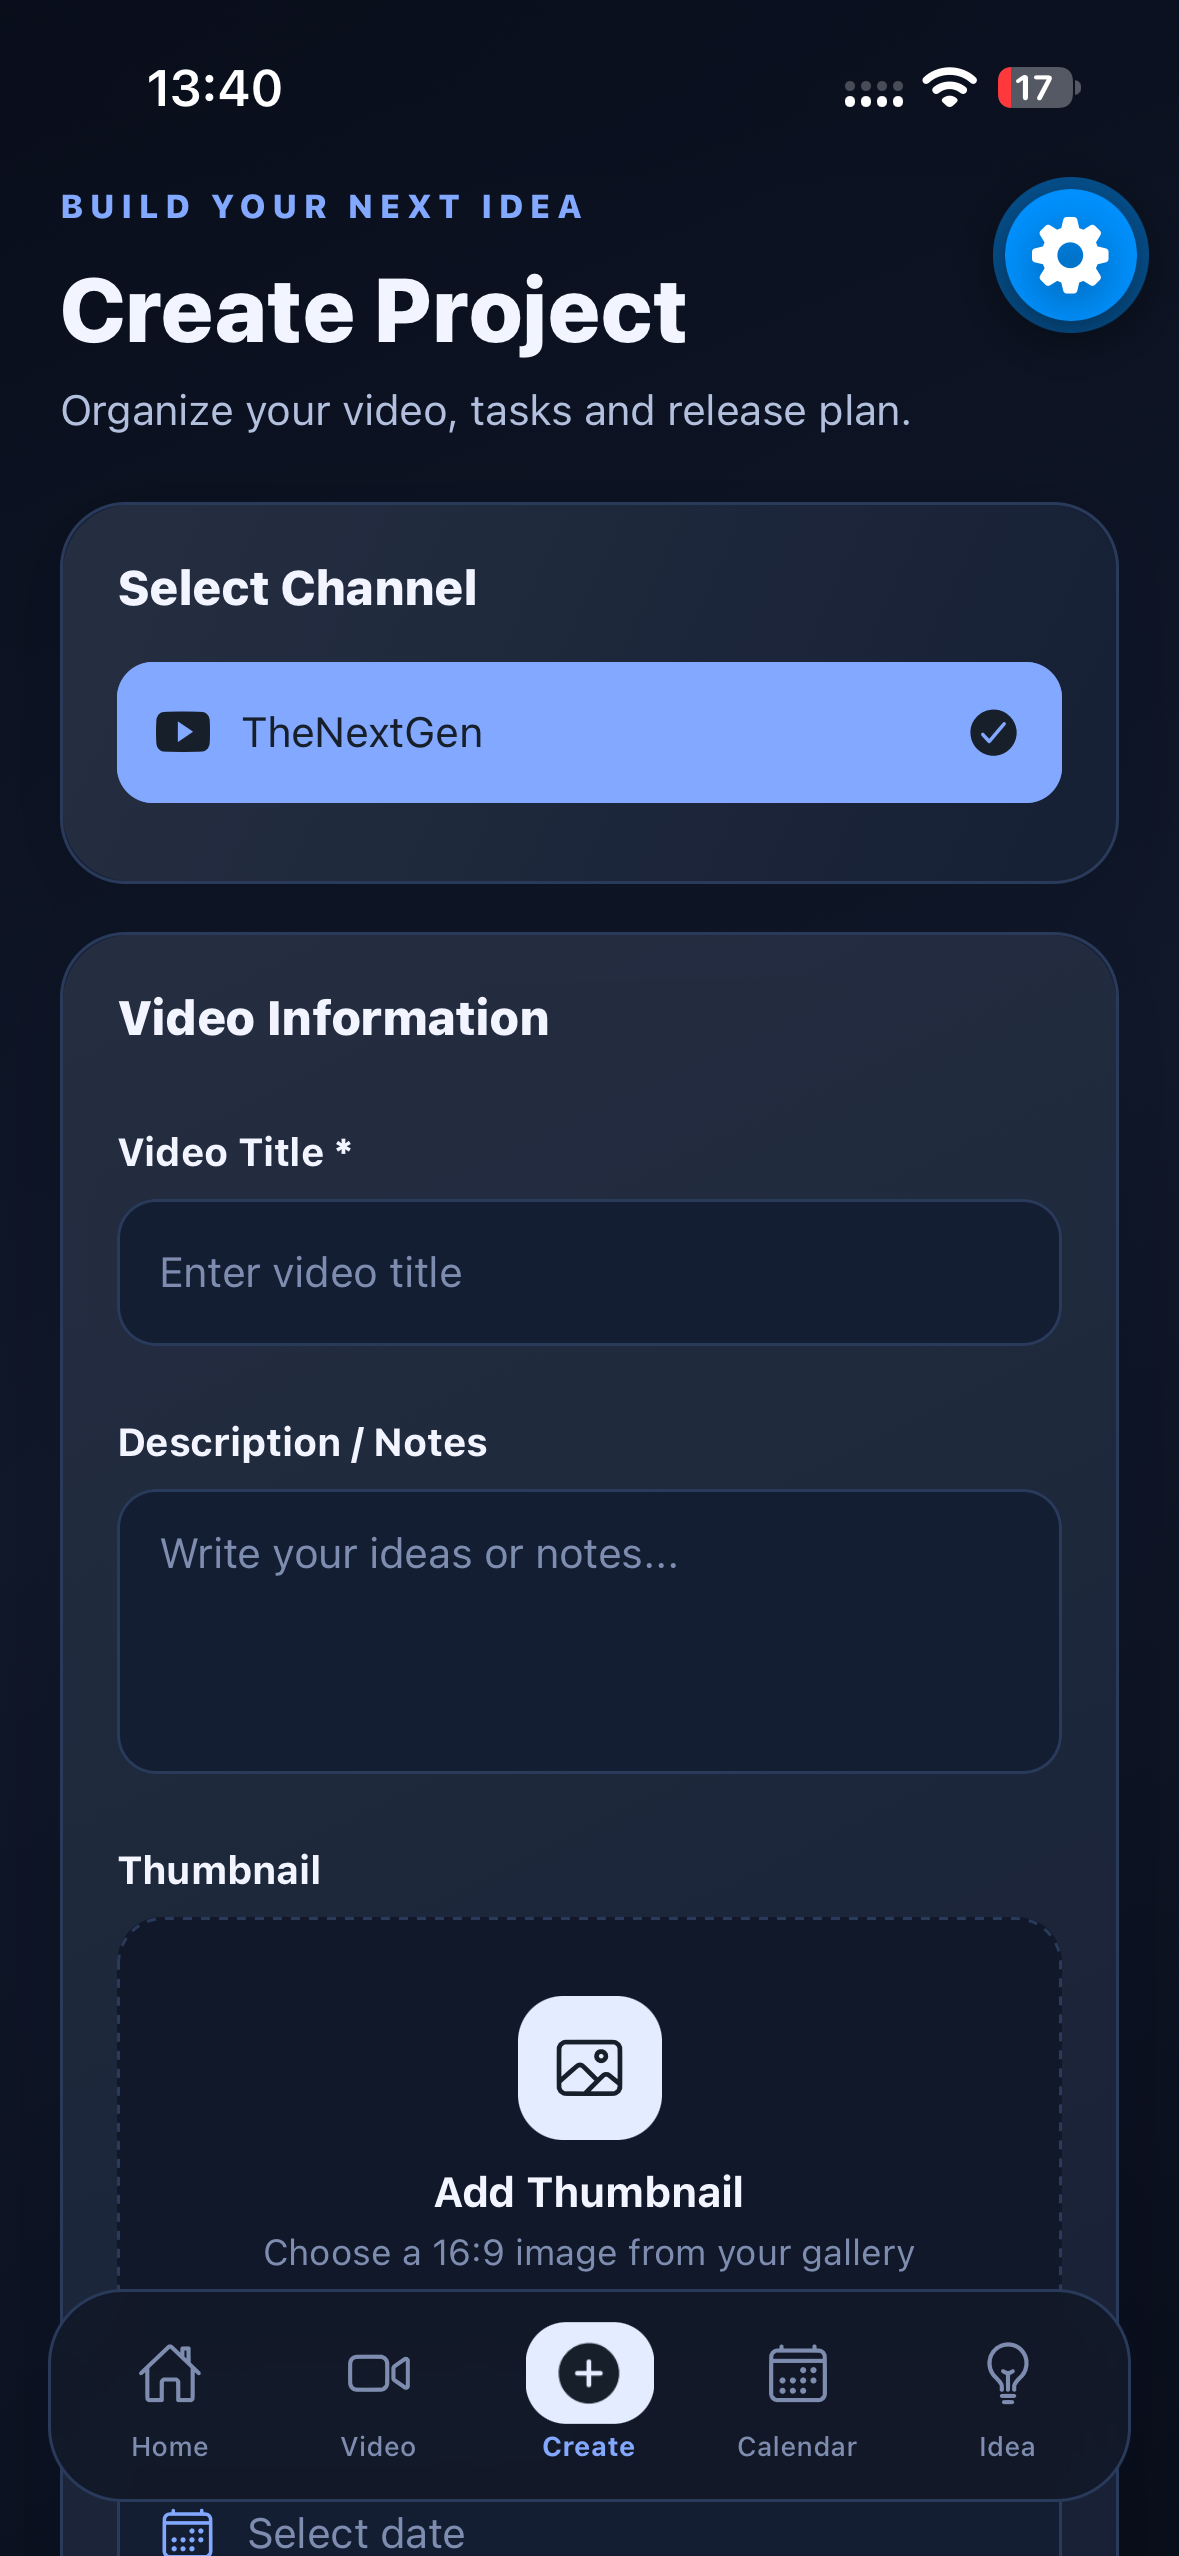 13:40
17
BUILD YOUR NEXT IDEA
Create Project
Organize your video, tasks and release plan.
Select Channel
TheNextGen
Video Information
Video Title *
Enter video title
Description / Notes
Write your ideas or notes...
Thumbnail
Add Thumbnail
Choose a 16:9 image from your gallery
Home
Video
Create
Calendar
Idea
Select date